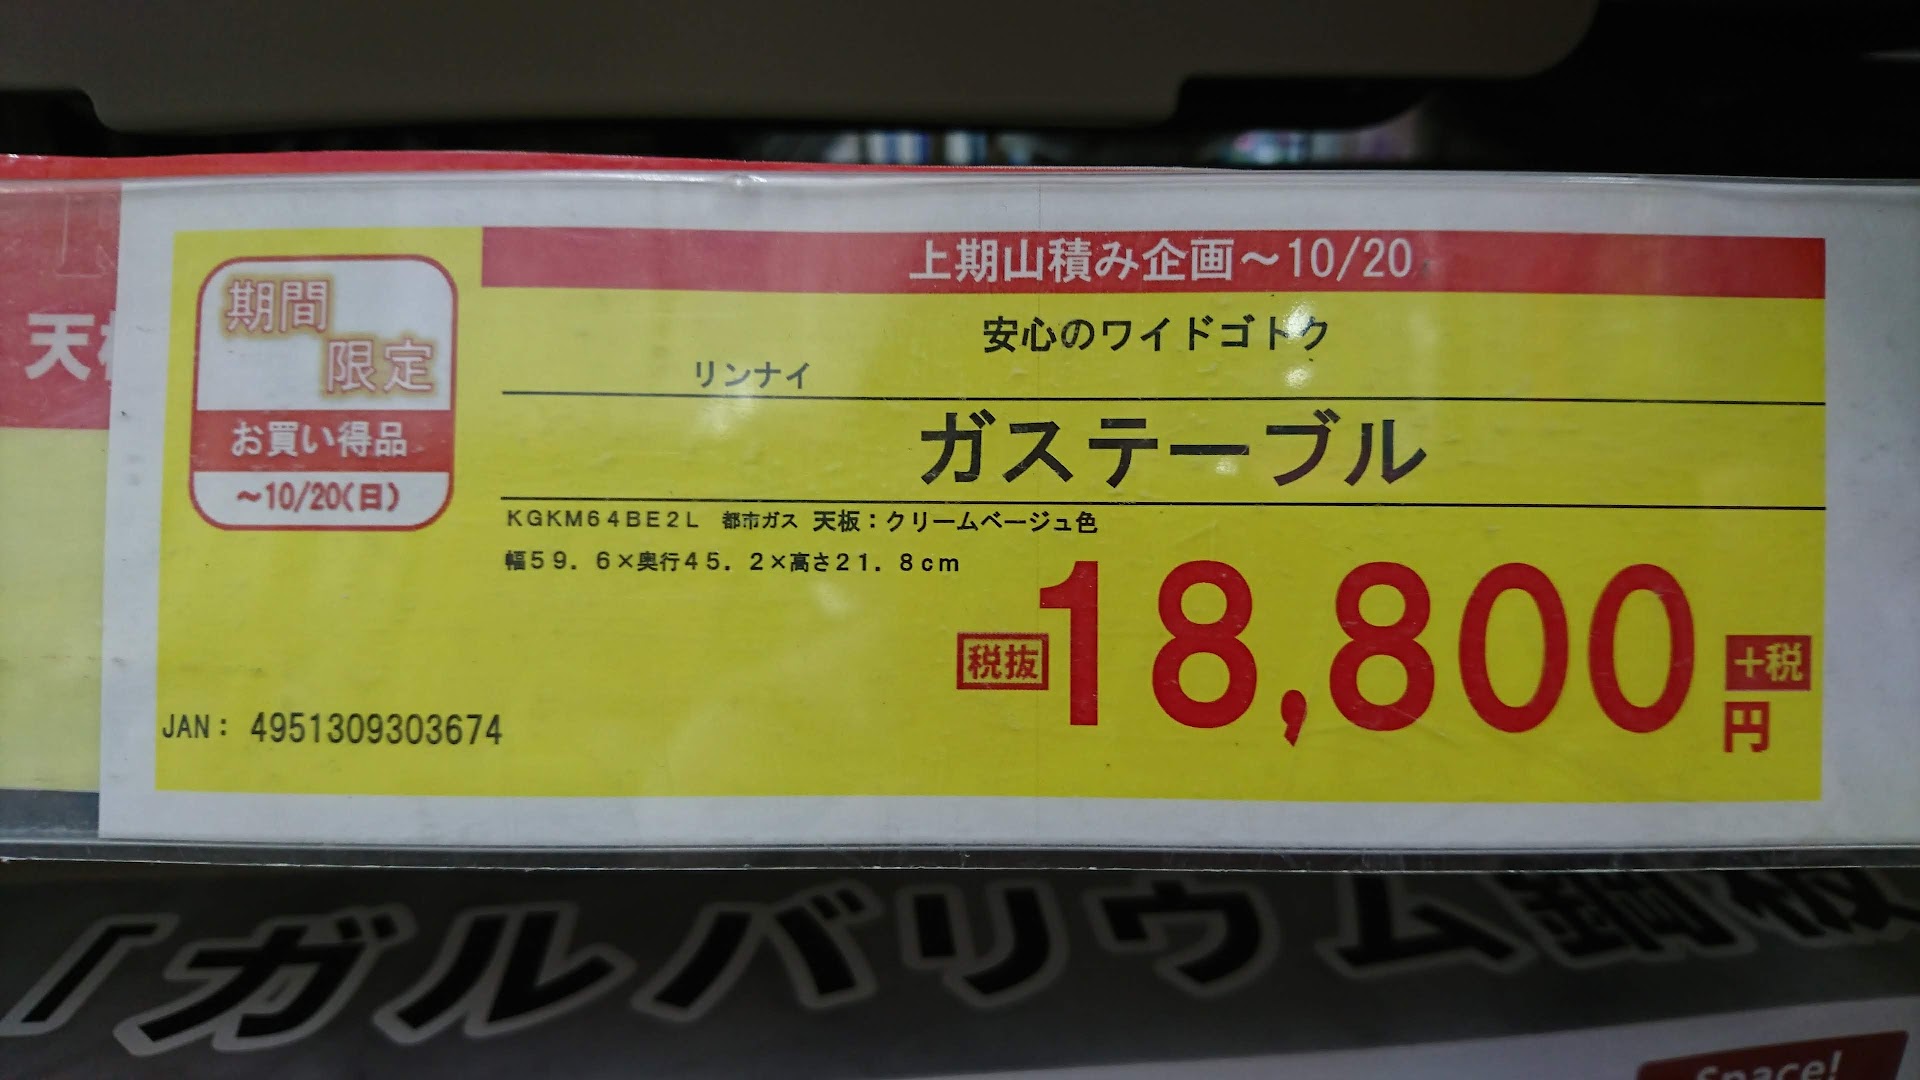 天
上期山積み企画～10/20
期間
限定
お買い得品
～10/20(日)
安心のワイドゴトク
リンナイ
ガステーブル
KGKM64BE2L 都市ガス 天板：クリームベージュ色
幅59．6×奥行45．2×高さ21．8cm
税抜 18,800 +税
円
JAN： 4951309303674
「ガルバリウム鋼板
Space!